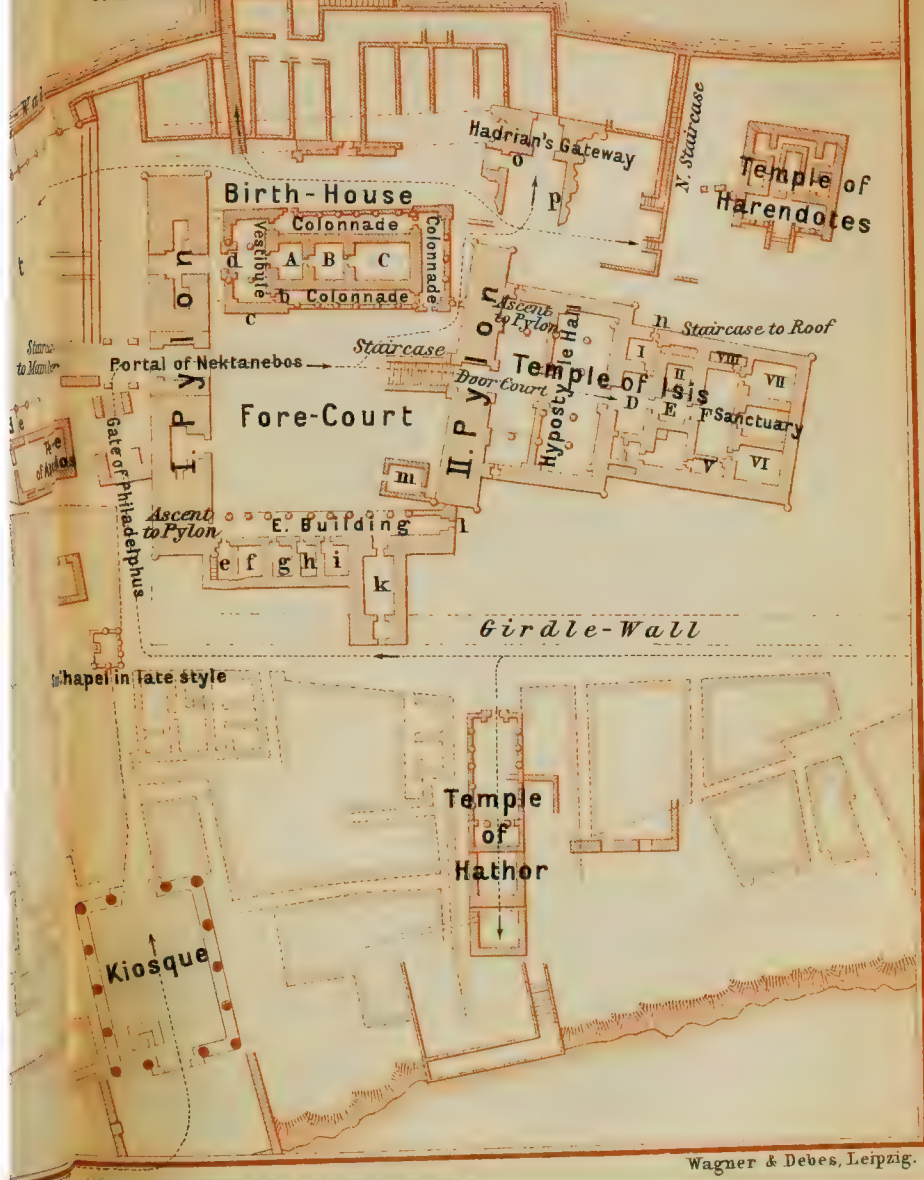 Hadrian's Gateway
o
p
N. Staircase
Temple of
Harendotes
Birth-House
Colonnade
Vestibule
d
A
B
C
Colonnade
b
Colonnade
c
t
I. Pylon
Portal of Nektanebos
Staircase
Fore-Court
II. Pylon
Ascent
to Pylon
Door
Court
Hypostyle Hall
Temple of Isis
n
Staircase to Roof
I
II
VIII
VII
D
E
F
Sanctuary
V
VI
m
Gate of Philadelphus
Ascent
to Pylon
E. Building
l
e
f
g
h
i
k
Girdle-Wall
Chapel in late style
Temple
of
Hathor
Kiosque
Wagner & Debes, Leipzig.